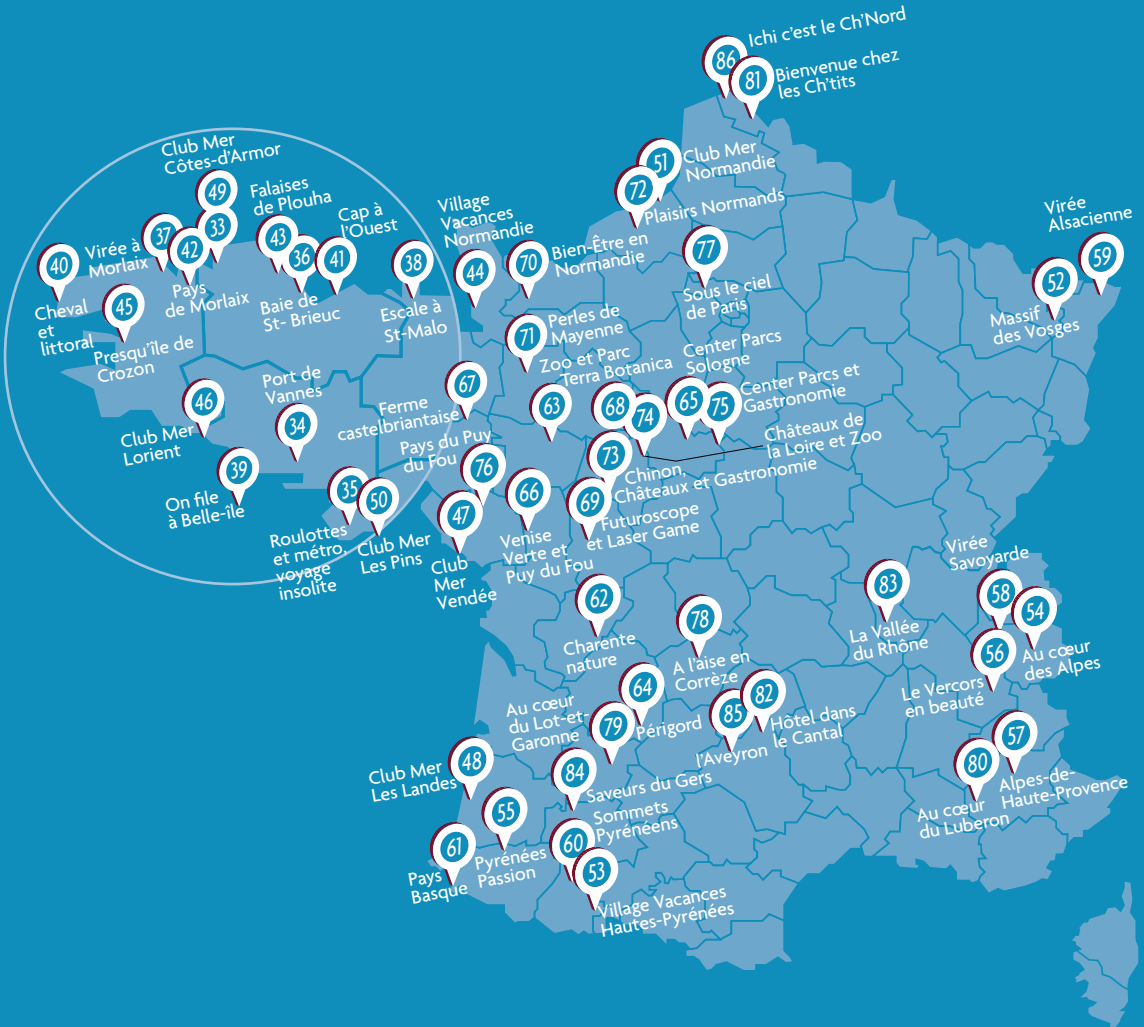 86
Ichi c'est le Ch'Nord
81
Bienvenue chez
les Ch'tits
Club Mer
Côtes-d'Armor
49
51
Club Mer
Normandie
72
Plaisirs Normands
Falaises
de Plouha
43
33
37
Virée à
Morlaix
42
Pays
de Morlaix
40
Cheval
et
littoral
45
Presqu'île de
Crozon
36
Baie de
St- Brieuc
Cap à
l'Ouest
41
38
Escale à
St-Malo
Village
Vacances
Normandie
44
70
Bien-Être en
Normandie
77
Sous le ciel
de Paris
Virée
Alsacienne
59
52
Massif
des Vosges
71
Perles de
Mayenne
Zoo et Parc
Terra Botanica
63
68
74
Center Parcs
Sologne
65
75
Center Parcs et
Gastronomie
Châteaux de
la Loire et Zoo
67
Ferme
castelbriantaise
46
Club Mer
Lorient
Port de
Vannes
34
39
On file
à Belle-île
35
Roulottes
et métro,
voyage
insolite
50
Club Mer
Les Pins
Pays du Puy
du Fou
76
47
Club
Mer
Vendée
66
Venise
Verte et
Puy du Fou
73
Chinon,
Châteaux et Gastronomie
69
Futuroscope
et Laser Game
62
Charente
nature
78
A l'aise en
Corrèze
83
La Vallée
du Rhône
Virée
Savoyarde
58
54
Au cœur
des Alpes
56
Le Vercors
en beauté
64
Périgord
Au cœur
du Lot-et-
Garonne
79
85
l'Aveyron
82
Hôtel dans
le Cantal
57
Alpes-de-
Haute-Provence
80
Au cœur
du Luberon
48
Club Mer
Les Landes
84
Saveurs du Gers
55
Pyrénées
Passion
61
Pays
Basque
60
Sommets
Pyrénéens
53
Village Vacances
Hautes-Pyrénées